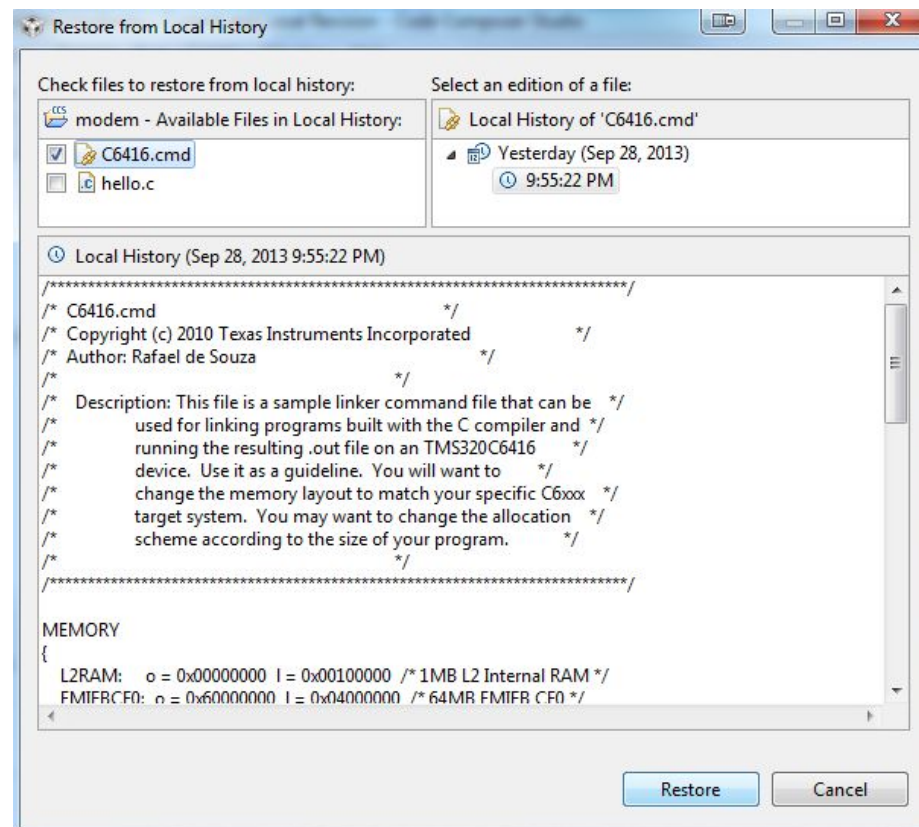 Restore from Local History
Check files to restore from local history:
Select an edition of a file:
modem - Available Files in Local History:
Local History of 'C6416.cmd'
C6416.cmd
Yesterday (Sep 28, 2013)
hello.c
9:55:22 PM
Local History (Sep 28, 2013 9:55:22 PM)
/****************************************************************************/
/* C6416.cmd */
/* Copyright (c) 2010 Texas Instruments Incorporated */
/* Author: Rafael de Souza */
/* */
/* Description: This file is a sample linker command file that can be */
/* used for linking programs built with the C compiler and */
/* running the resulting .out file on an TMS320C6416 */
/* device. Use it as a guideline. You will want to */
/* change the memory layout to match your specific C6xxx */
/* target system. You may want to change the allocation */
/* scheme according to the size of your program. */
/* */
/****************************************************************************/
MEMORY
{
L2RAM: o = 0x00000000 l = 0x00100000 /* 1MB L2 Internal RAM */
EMIFBCE0: o = 0x60000000 l = 0x04000000 /* 64MB EMIFB CE0 */
Restore
Cancel